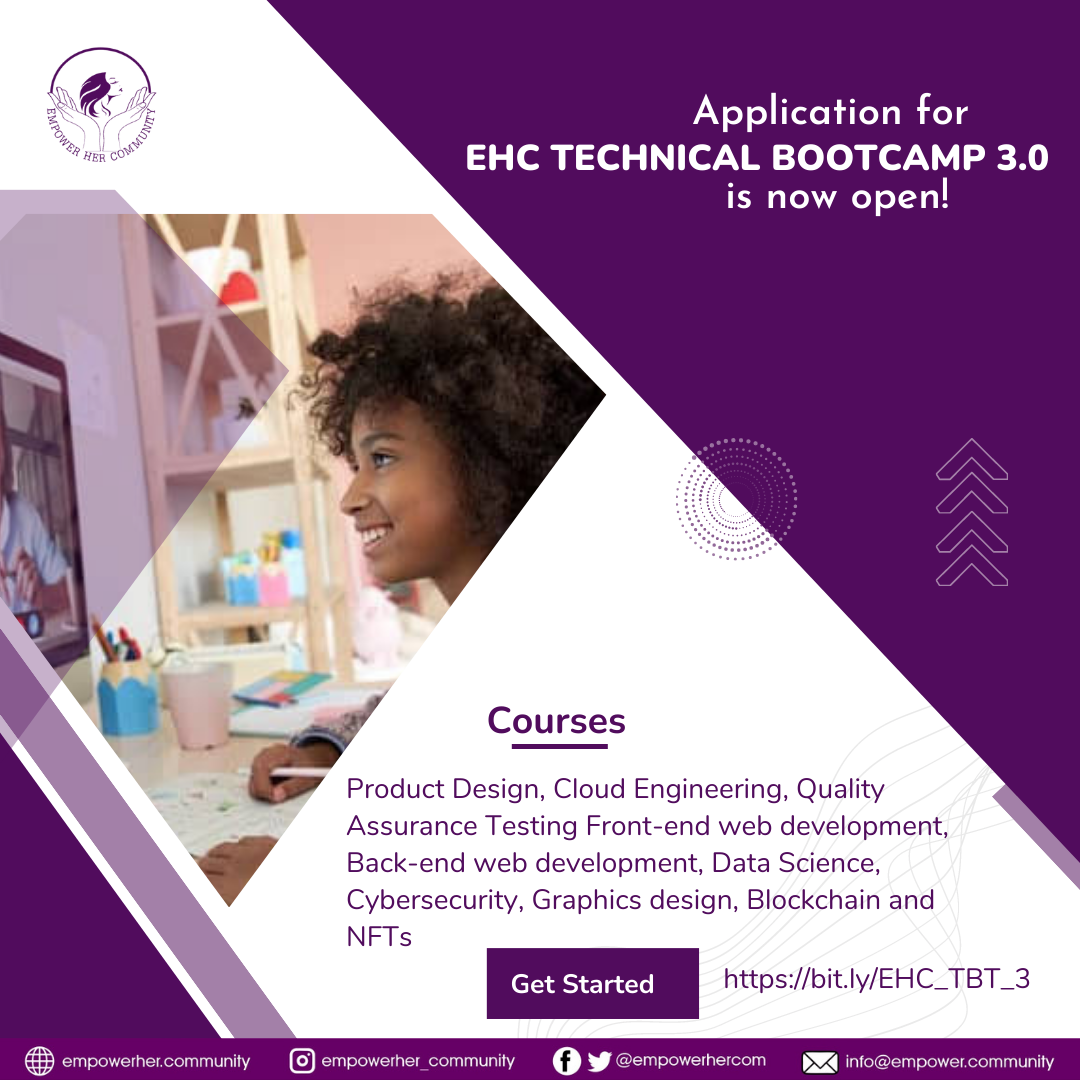 EMPOWER HER COMMUNITY
Application for
EHC TECHNICAL BOOTCAMP 3.0
is now open!
Courses
Product Design, Cloud Engineering, Quality
Assurance Testing Front-end web development,
Back-end web development, Data Science,
Cybersecurity, Graphics design, Blockchain and
NFTs
Get Started
https://bit.ly/EHC_TBT_3
empowerher.community
empowerher_community
@empowerhercom
info@empower.community